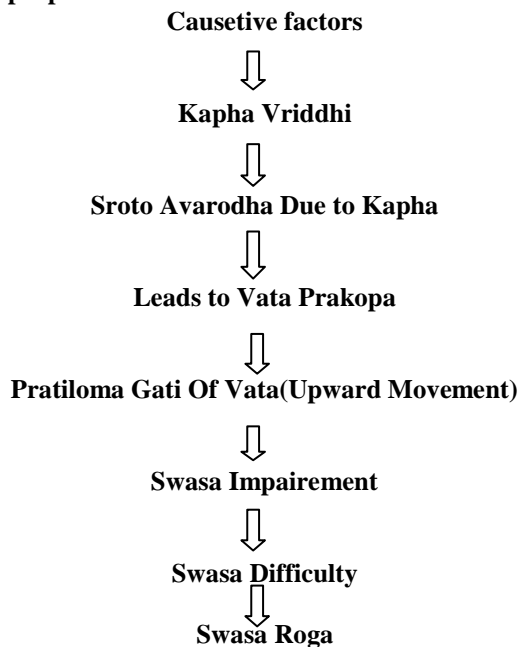 Causetive factors
Kapha Vriddhi
Sroto Avarodha Due to Kapha
Leads to Vata Prakopa
Pratiloma Gati Of Vata(Upward Movement)
Swasa Impairement
Swasa Difficulty
Swasa Roga